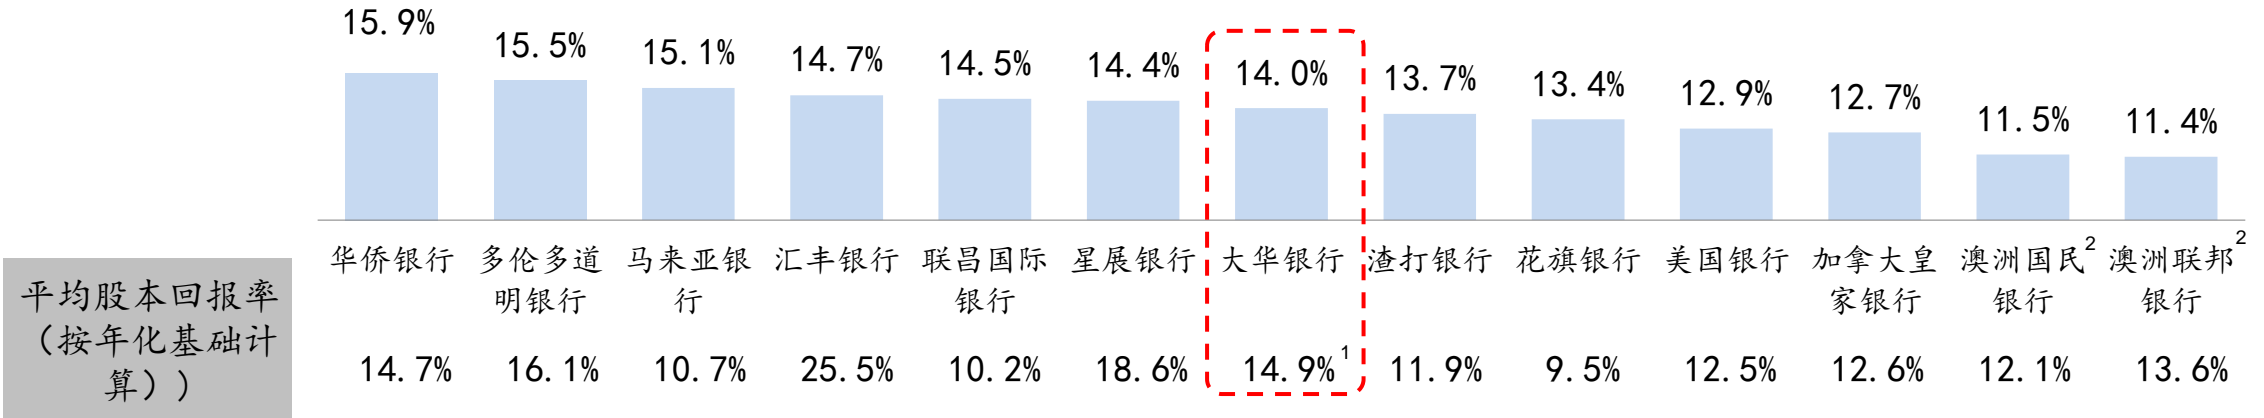 15.9%
15.5%
15.1%
14.7%
14.5%
14.4%
14.0%
13.7%
13.4%
12.9%
12.7%
11.5%
11.4%
华侨银行
多伦多道
明银行
马来亚银
行
汇丰银行
联昌国际
银行
星展银行
大华银行
渣打银行
花旗银行
美国银行
加拿大皇
家银行
澳洲国民2
银行
澳洲联邦2
银行
平均股本回报率
（按年化基础计
算））
14.7%
16.1%
10.7%
25.5%
10.2%
18.6%
14.9%1
11.9%
9.5%
12.5%
12.6%
12.1%
13.6%